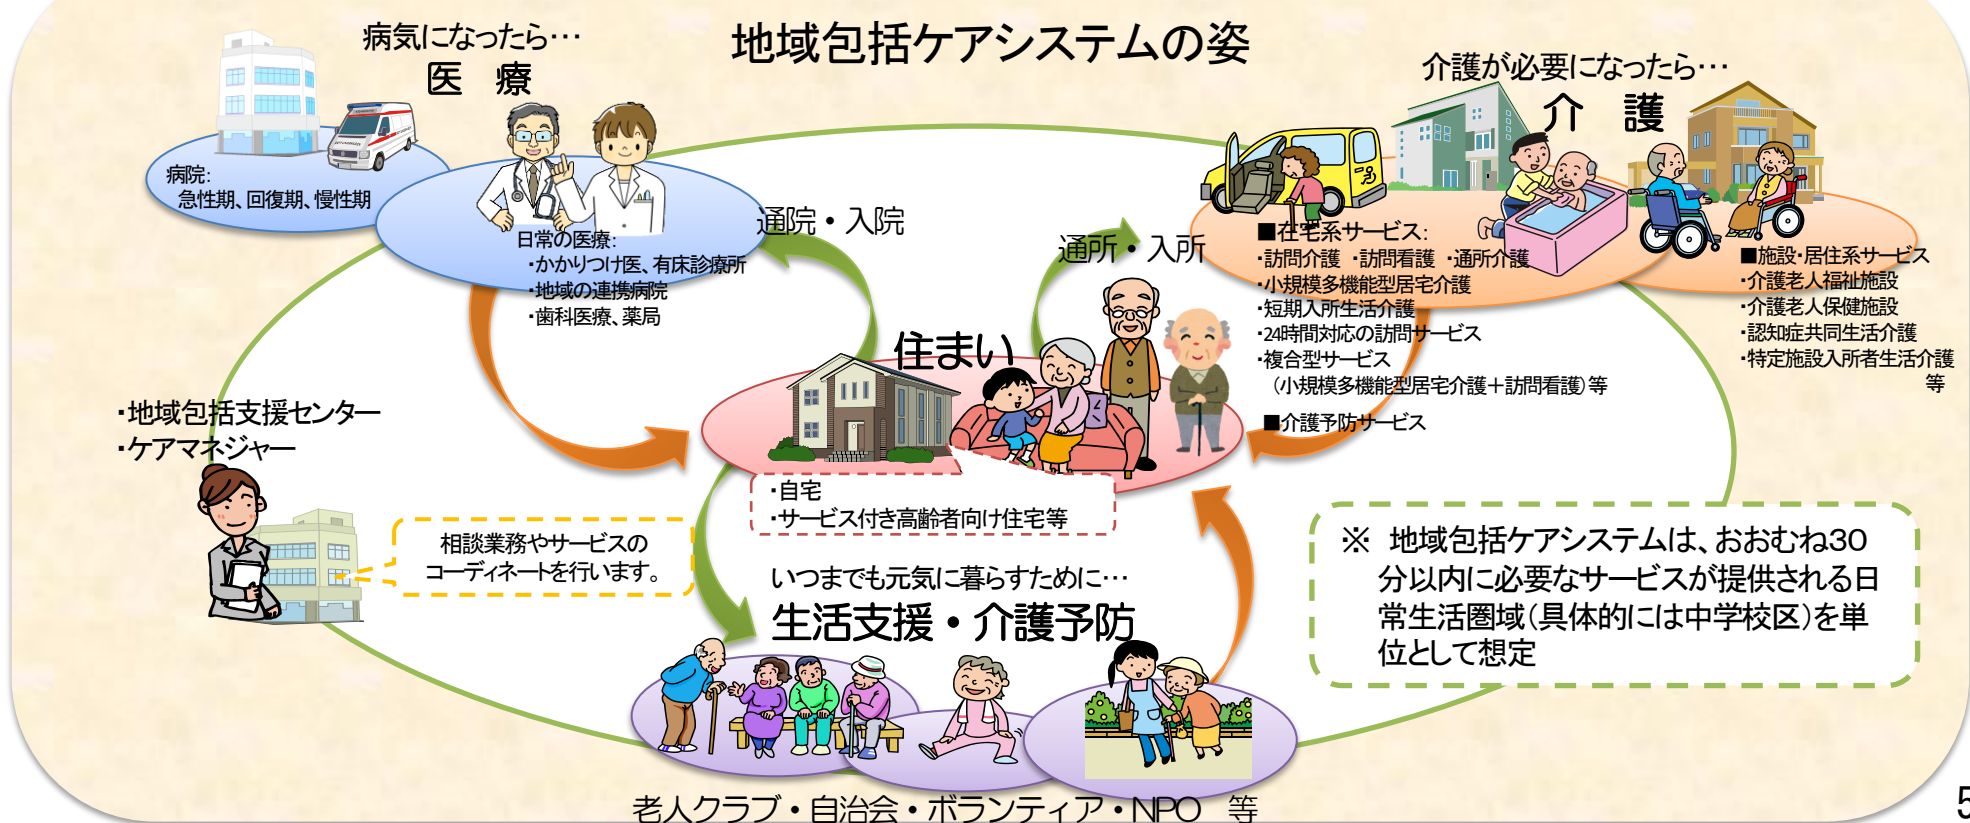 地域包括ケアシステムの姿
病気になったら…
医　療
病院:
急性期、回復期、慢性期
日常の医療:
・かかりつけ医、有床診療所
・地域の連携病院
・歯科医療、薬局
通院・入院
通所・入所
介護が必要になったら…
介　護
■在宅系サービス:
・訪問介護 ・訪問看護 ・通所介護
・小規模多機能型居宅介護
・短期入所生活介護
・24時間対応の訪問サービス
・複合型サービス
（小規模多機能型居宅介護＋訪問看護）等
■介護予防サービス
■施設・居住系サービス
・介護老人福祉施設
・介護老人保健施設
・認知症共同生活介護
・特定施設入所者生活介護
等
住まい
・自宅
・サービス付き高齢者向け住宅等
・地域包括支援センター
・ケアマネジャー
相談業務やサービスの
コーディネートを行います。
いつまでも元気に暮らすために…
生活支援・介護予防
老人クラブ・自治会・ボランティア・NPO　等
※　地域包括ケアシステムは、おおむね30
分以内に必要なサービスが提供される日
常生活圏域（具体的には中学校区）を単
位として想定
5